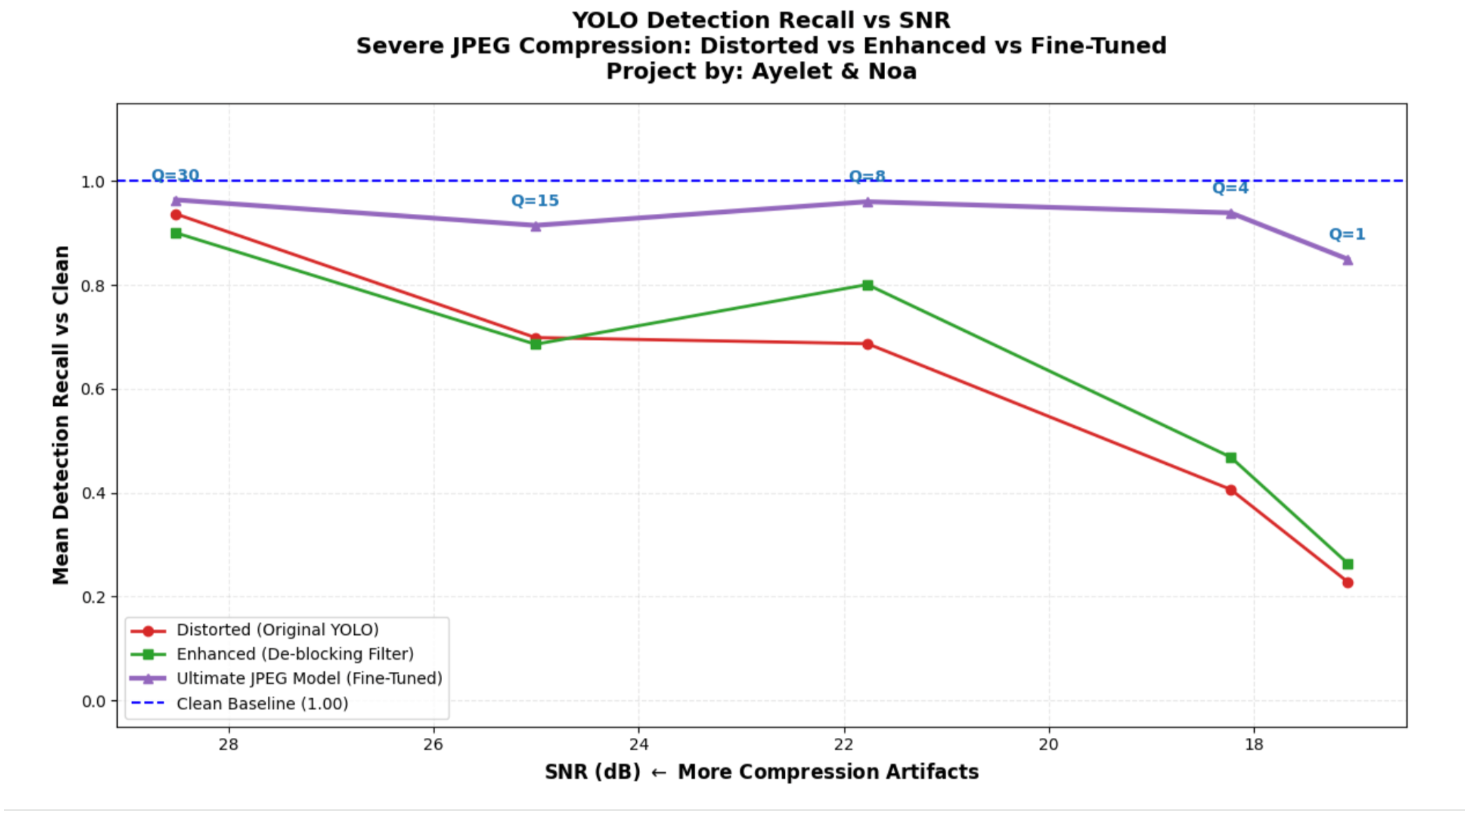 YOLO Detection Recall vs SNR
Severe JPEG Compression: Distorted vs Enhanced vs Fine-Tuned
Project by: Ayelet & Noa
Mean Detection Recall vs Clean
1.0
0.8
0.6
0.4
0.2
0.0
Q=30
Q=15
Q=8
Q=4
Q=1
Distorted (Original YOLO)
Enhanced (De-blocking Filter)
Ultimate JPEG Model (Fine-Tuned)
Clean Baseline (1.00)
28 26 24 22 20 18
SNR (dB) ← More Compression Artifacts